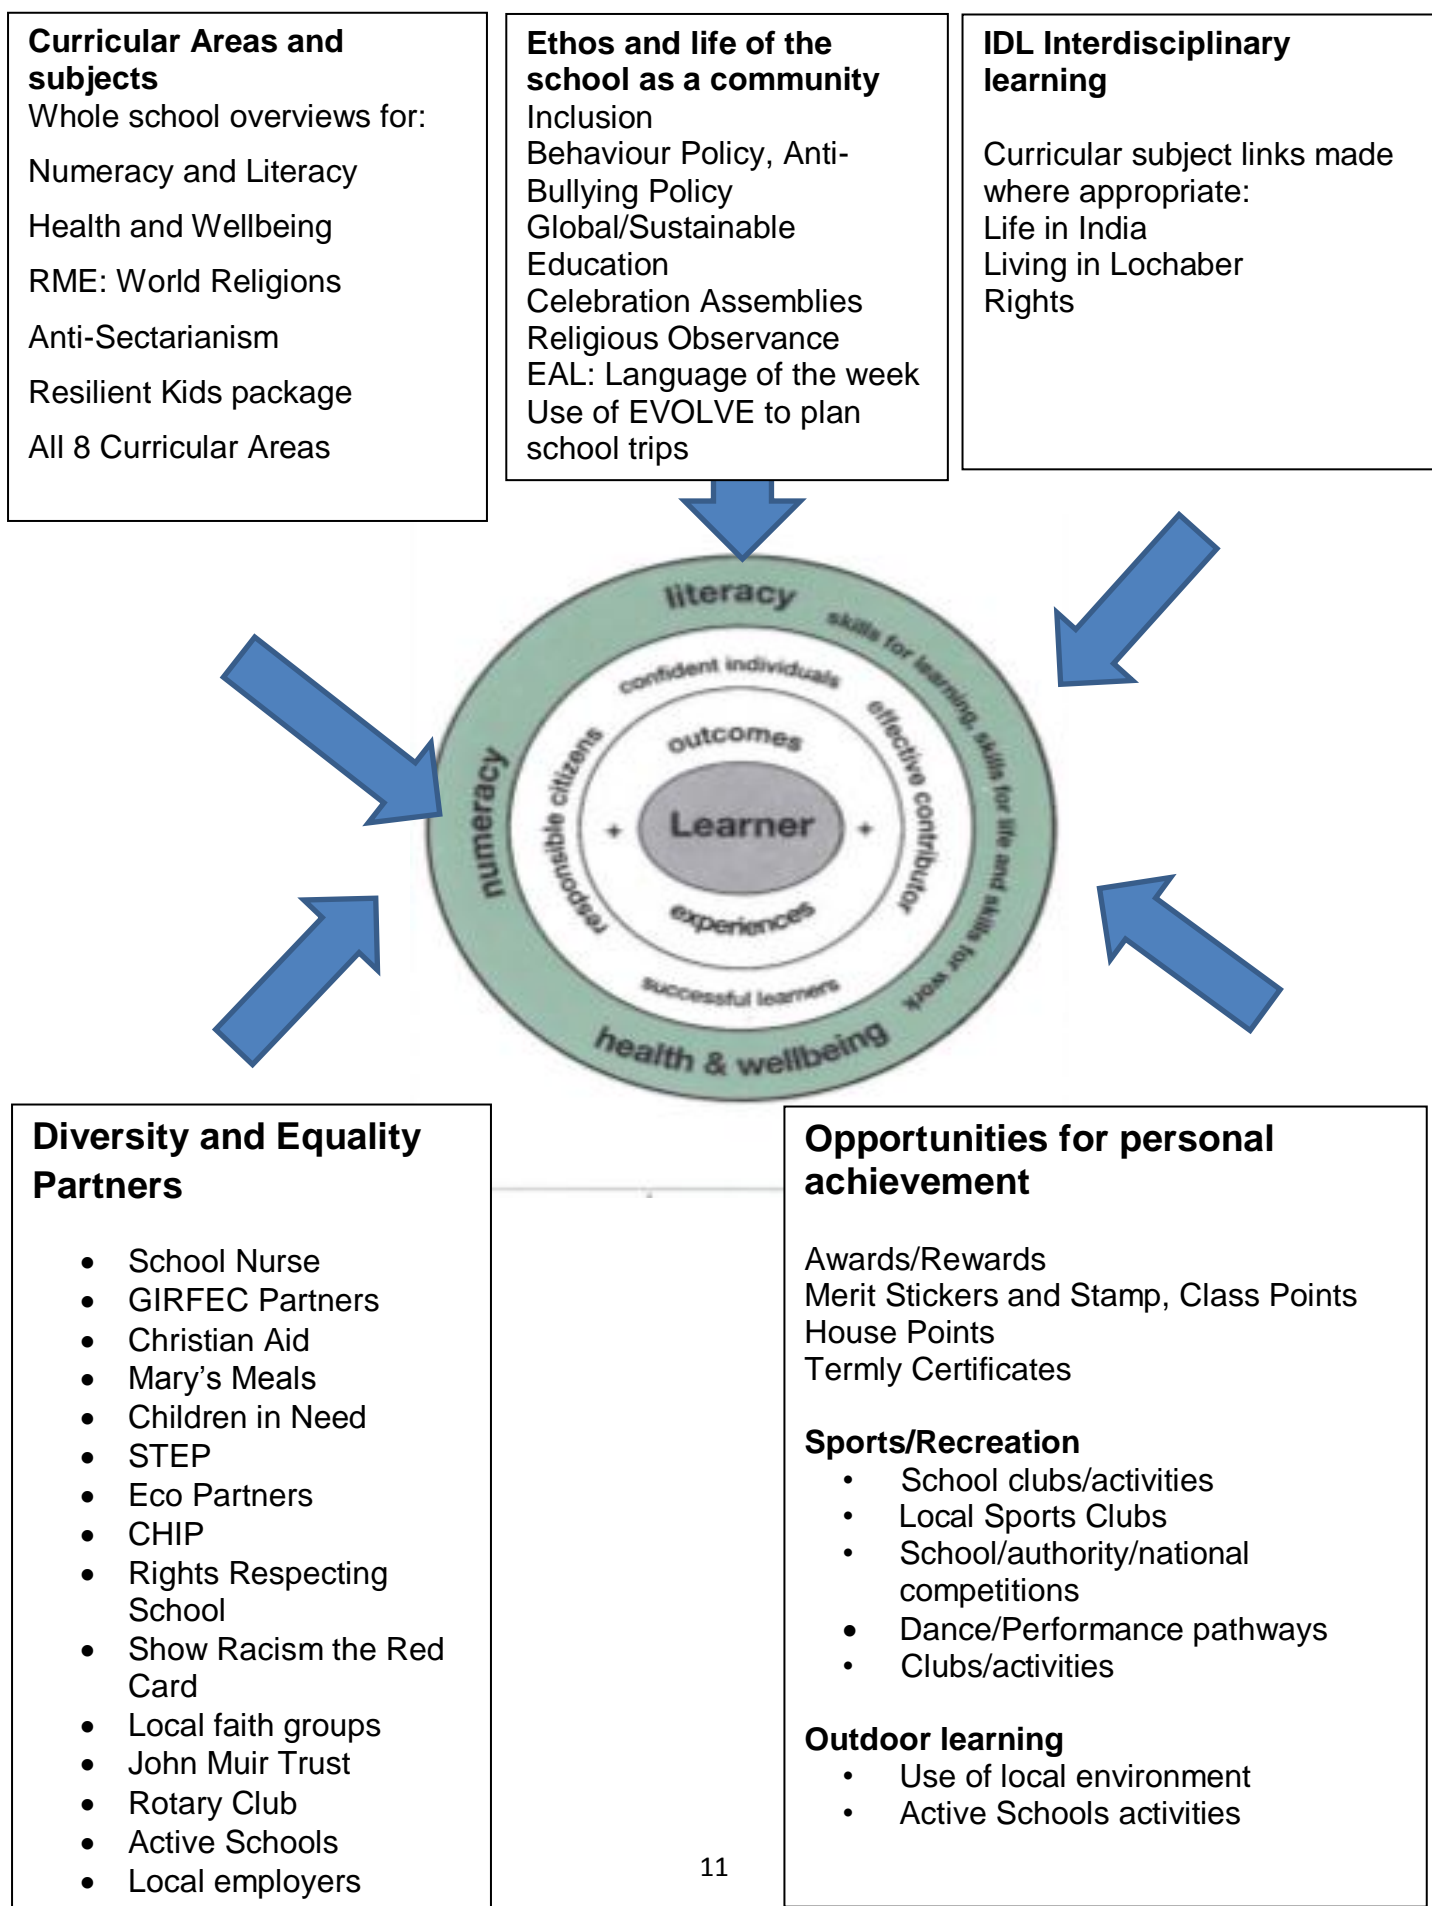 Curricular Areas and
subjects
Whole school overviews for:
Numeracy and Literacy
Health and Wellbeing
RME: World Religions
Anti-Sectarianism
Resilient Kids package
All 8 Curricular Areas
Ethos and life of the
school as a community
Inclusion
Behaviour Policy, Anti-
Bullying Policy
Global/Sustainable
Education
Celebration Assemblies
Religious Observance
EAL: Language of the week
Use of EVOLVE to plan
school trips
IDL Interdisciplinary
learning
Curricular subject links made
where appropriate:
Life in India
Living in Lochaber
Rights
literacy
skills for learning, skills for life and skills for work
confident individuals
effective contributor
outcomes
responsible citizens
numeracy
+ Learner +
experiences
successful learners
health & wellbeing
Diversity and Equality
Partners
• School Nurse
• GIRFEC Partners
• Christian Aid
• Mary’s Meals
• Children in Need
• STEP
• Eco Partners
• CHIP
• Rights Respecting
School
• Show Racism the Red
Card
• Local faith groups
• John Muir Trust
• Rotary Club
• Active Schools
• Local employers
Opportunities for personal
achievement
Awards/Rewards
Merit Stickers and Stamp, Class Points
House Points
Termly Certificates
Sports/Recreation
• School clubs/activities
• Local Sports Clubs
• School/authority/national
competitions
• Dance/Performance pathways
• Clubs/activities
Outdoor learning
• Use of local environment
• Active Schools activities
11